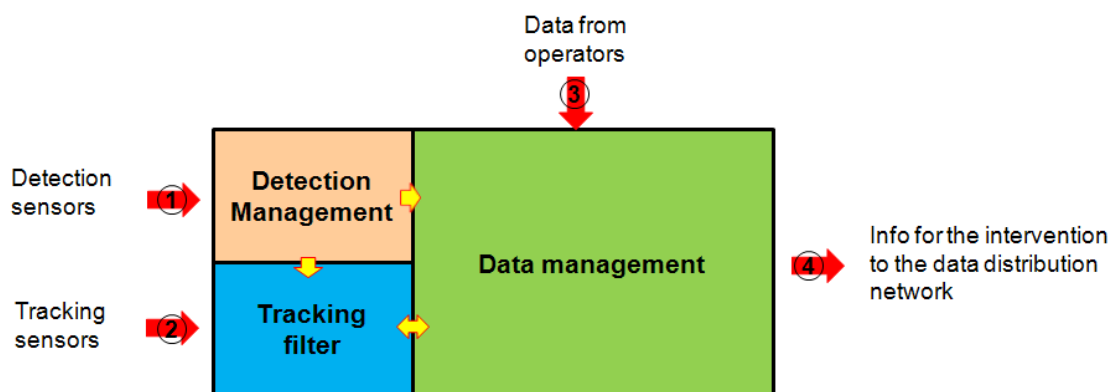 Data from
operators
3
Detection
sensors
1
Detection
Management
Data management
4
Info for the intervention
to the data distribution
network
Tracking
sensors
2
Tracking
filter